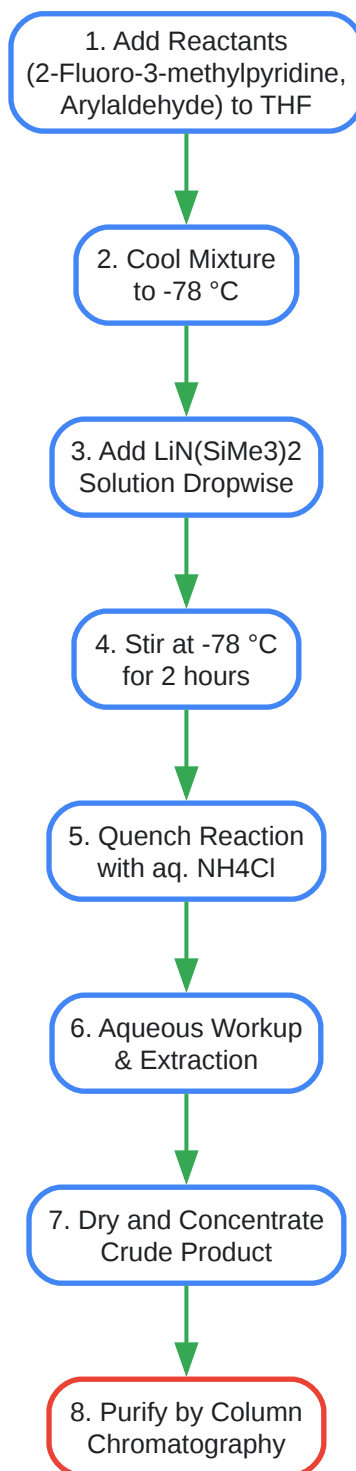 1. Add Reactants
(2-Fluoro-3-methylpyridine,
Arylaldehyde) to THF
2. Cool Mixture
to -78 °C
3. Add LiN(SiMe3)2
Solution Dropwise
4. Stir at -78 °C
for 2 hours
5. Quench Reaction
with aq. NH4Cl
6. Aqueous Workup
& Extraction
7. Dry and Concentrate
Crude Product
8. Purify by Column
Chromatography